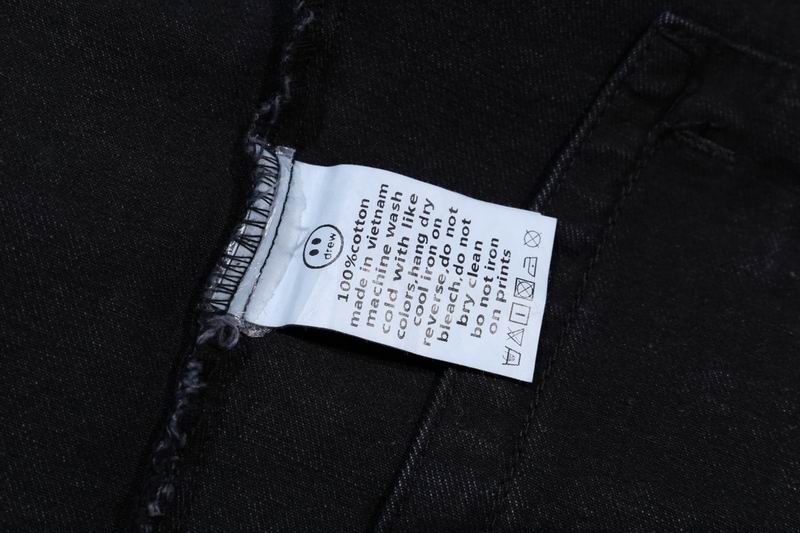 drew
100%cotton
made in vietnam
machine wash
cold with like
colors,hang dry
cool iron on
reverse,do not
bleach,do not
bry clean
bo not iron
on prints